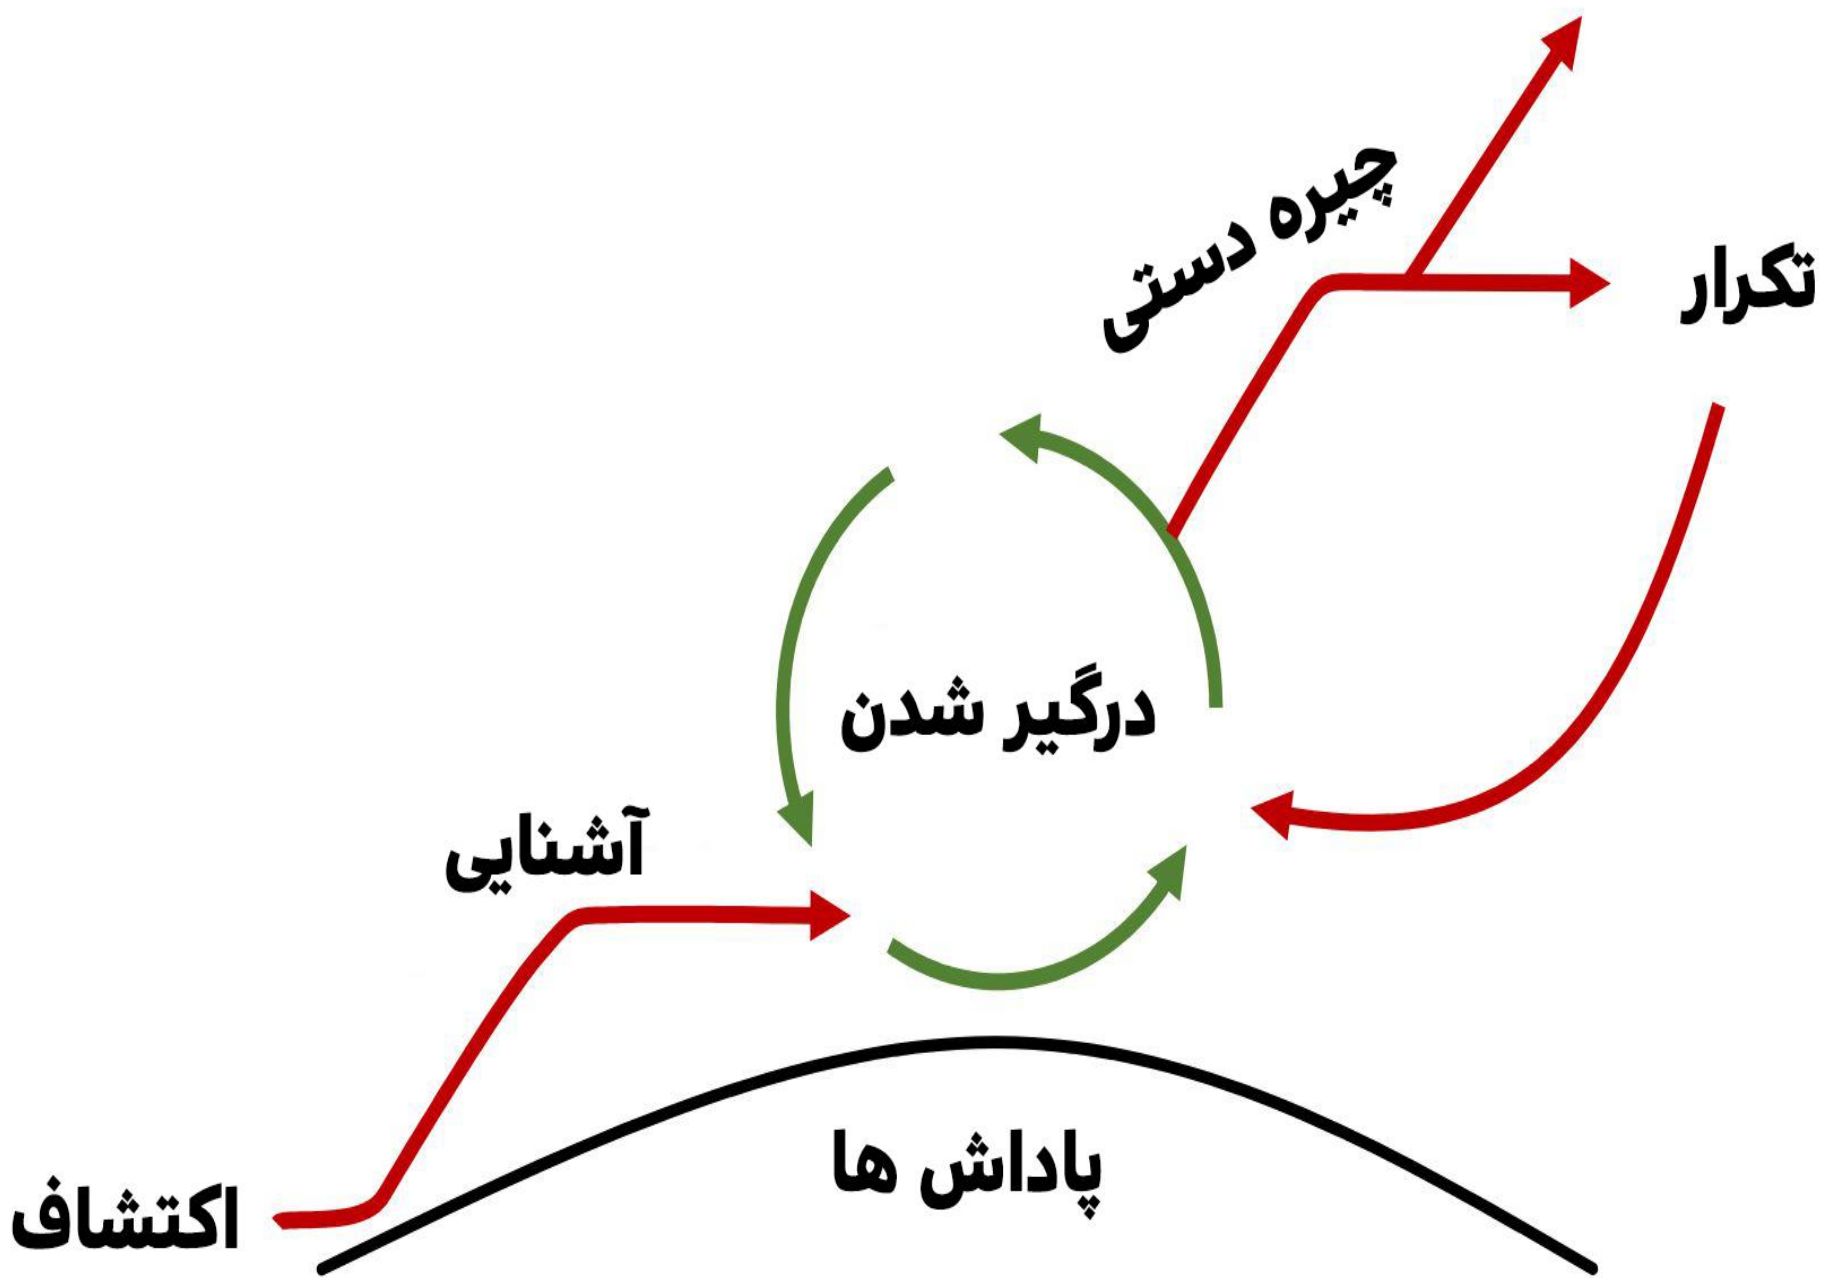 چیره دستی
تکرار
درگیر شدن
آشنایی
پاداش ها
اکتشاف